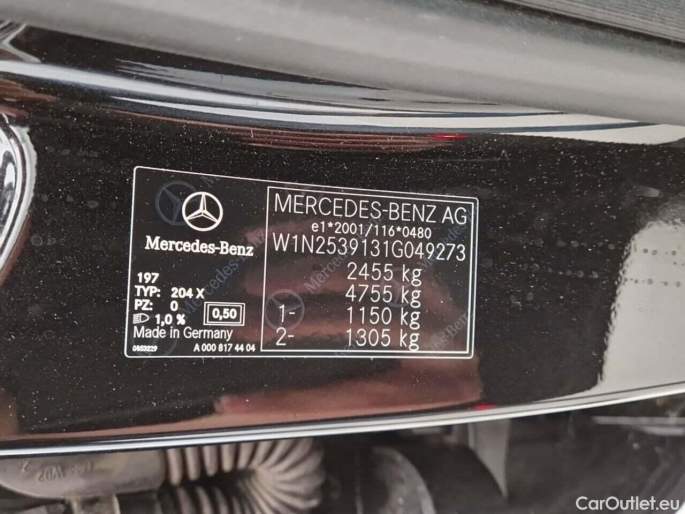 Mercedes-Benz
197
TYP: 204 X
PZ: 0
1,0 % 0,50
Made in Germany
A 000 817 44 04
MERCEDES-BENZ AG
e1*2001/116*0480
W1N2539131G049273
2455 kg
4755 kg
1- 1150 kg
2- 1305 kg
CarOutlet.eu